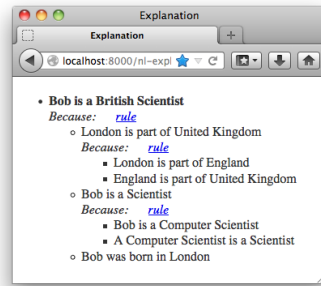 Explanation
Explanation
localhost:8000/nl-expl
Bob is a British Scientist
Because: rule
London is part of United Kingdom
Because: rule
London is part of England
England is part of United Kingdom
Bob is a Scientist
Because: rule
Bob is a Computer Scientist
A Computer Scientist is a Scientist
Bob was born in London